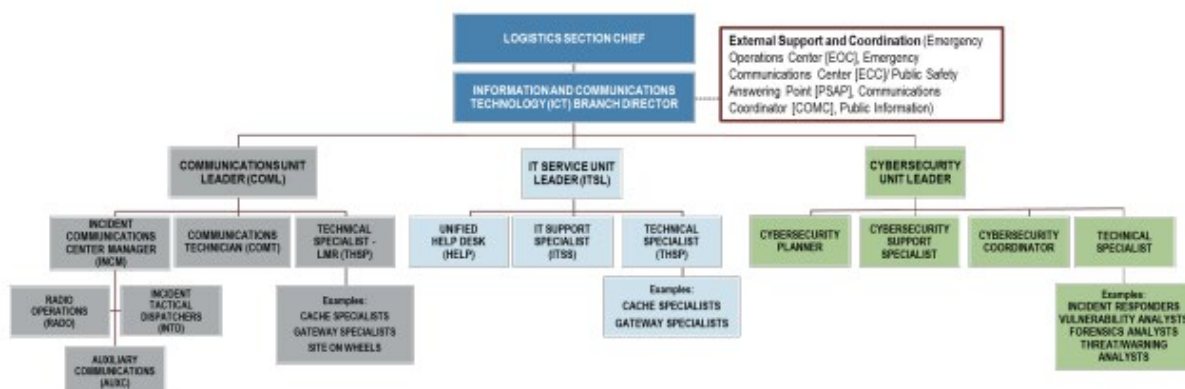 LOGISTICS SECTION CHIEF
INFORMATION AND COMMUNICATIONS
TECHNOLOGY (ICT) BRANCH DIRECTOR
External Support and Coordination (Emergency
Operations Center [EOC], Emergency
Communications Center [ECC]/ Public Safety
Answering Point [PSAP], Communications
Coordinator [COMC], Public Information)
COMMUNICATIONS UNIT
LEADER (COML)
IT SERVICE UNIT
LEADER (ITSL)
CYBERSECURITY
UNIT LEADER
INCIDENT
COMMUNICATIONS
CENTER MANAGER
(INCM)
COMMUNICATIONS
TECHNICIAN (COMT)
TECHNICAL
SPECIALIST -
LMR (THSP)
UNIFIED
HELP DESK
(HELP)
IT SUPPORT
SPECIALIST
(ITSS)
TECHNICAL
SPECIALIST
(THSP)
CYBERSECURITY
PLANNER
CYBERSECURITY
SUPPORT
SPECIALIST
CYBERSECURITY
COORDINATOR
TECHNICAL
SPECIALIST
RADIO
OPERATIONS
(RADO)
INCIDENT
TACTICAL
DISPATCHERS
(INTD)
AUXILIARY
COMMUNICATIONS
(AUXC)
Examples:
CACHE SPECIALISTS
GATEWAY SPECIALISTS
SITE ON WHEELS
Examples:
CACHE SPECIALISTS
GATEWAY SPECIALISTS
Examples:
INCIDENT RESPONDERS
VULNERABILITY ANALYSTS
FORENSICS ANALYSTS
THREAT/WARNING
ANALYSTS